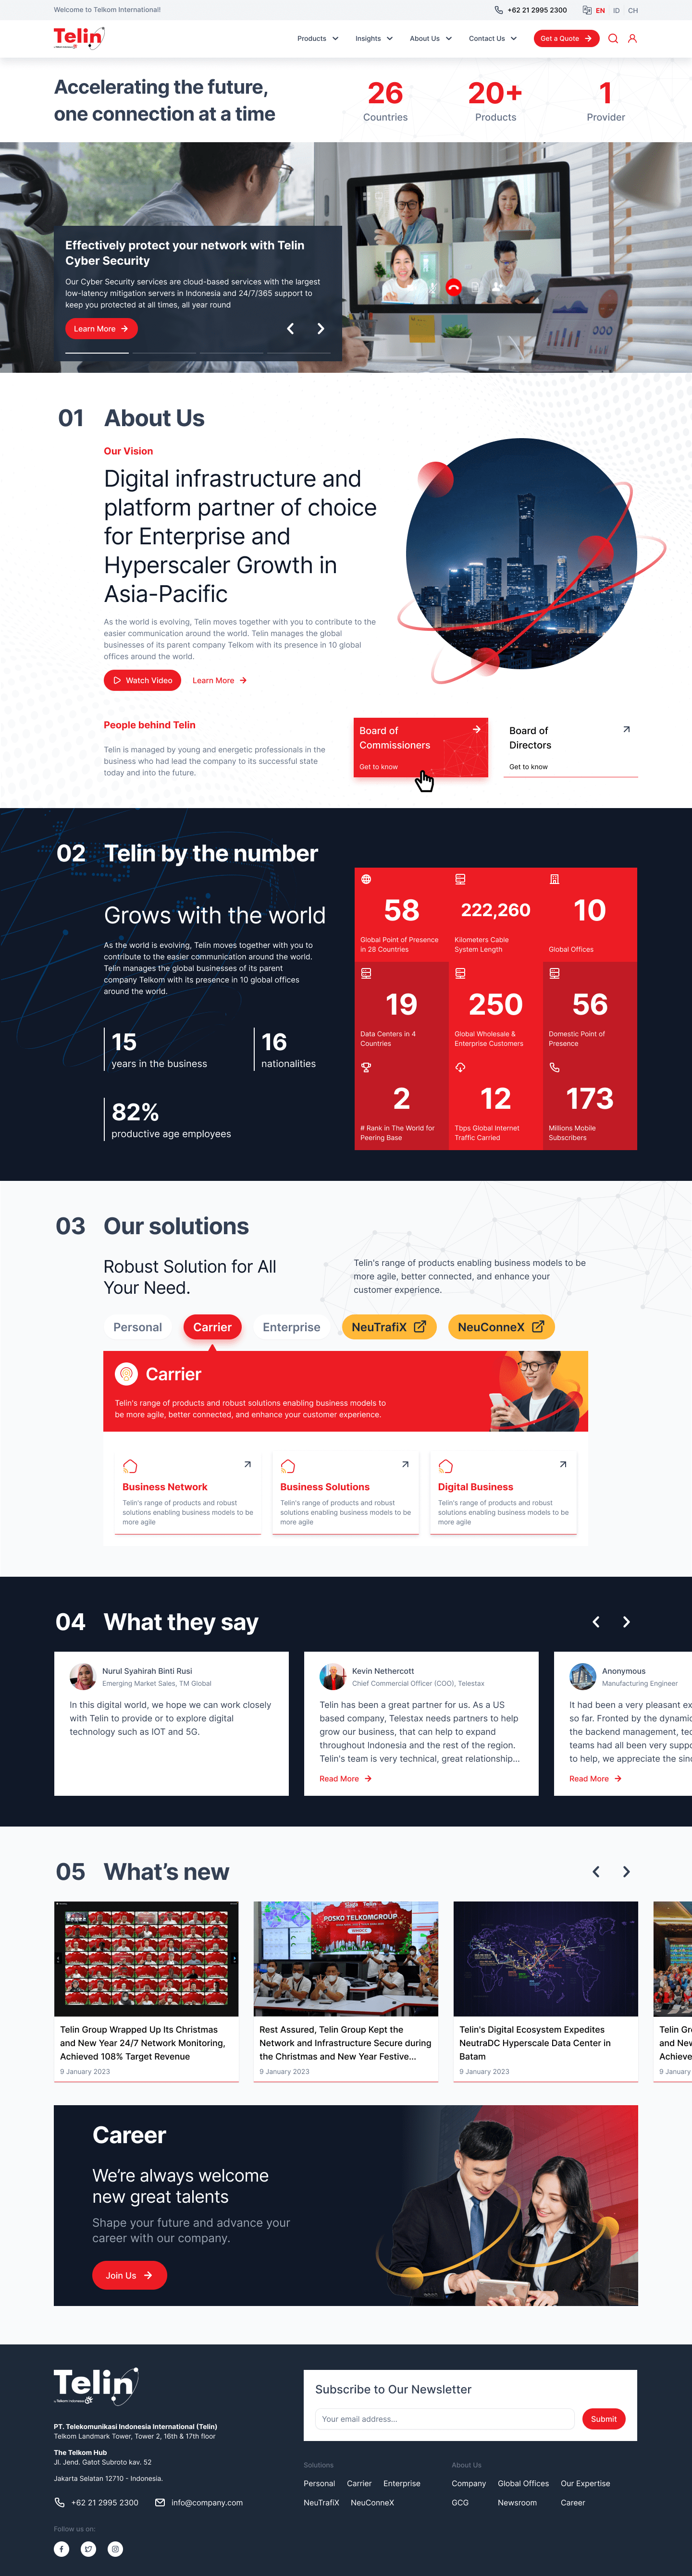 Welcome to Telkom International!
+62 21 2995 2300
EN ID CH
Telin
Products
Insights
About Us
Contact Us
Get a Quote
Accelerating the future,
one connection at a time
26
Countries
20+
Products
1
Provider
Effectively protect your network with Telin
Cyber Security
Our Cyber Security services are cloud-based services with the largest
low-latency mitigation servers in Indonesia and 24/7/365 support to
keep you protected at all times, all year round
Learn More
01 About Us
Our Vision
Digital infrastructure and
platform partner of choice
for Enterprise and
Hyperscaler Growth in
Asia-Pacific
As the world is evolving, Telin moves together with you to contribute to the
easier communication around the world. Telin manages the global
businesses of its parent company Telkom with its presence in 10 global
offices around the world.
Watch Video
Learn More
People behind Telin
Telin is managed by young and energetic professionals in the
business who had lead the company to its successful state
today and into the future.
Board of
Commissioners
Get to know
Board of
Directors
Get to know
02 Telin by the number
Grows with the world
As the world is evolving, Telin moves together with you to
contribute to the easier communication around the world.
Telin manages the global businesses of its parent
company Telkom with its presence in 10 global offices
around the world.
15
years in the business
16
nationalities
82%
productive age employees
58
Global Point of Presence
in 28 Countries
222,260
Kilometers Cable
System Length
10
Global Offices
19
Data Centers in 4
Countries
250
Global Wholesale &
Enterprise Customers
56
Domestic Point of
Presence
2
# Rank in The World for
Peering Base
12
Tbps Global Internet
Traffic Carried
173
Millions Mobile
Subscribers
03 Our solutions
Robust Solution for All
Your Need.
Telin's range of products enabling business models to be
more agile, better connected, and enhance your
customer experience.
Personal
Carrier
Enterprise
NeuTrafiX
NeuConneX
Carrier
Telin's range of products and robust solutions enabling business models to
be more agile, better connected, and enhance your customer experience.
Business Network
Telin's range of products and robust
solutions enabling business models to be
more agile
Business Solutions
Telin's range of products and robust
solutions enabling business models to be
more agile
Digital Business
Telin's range of products and robust
solutions enabling business models to be
more agile
04 What they say
Nurul Syahirah Binti Rusi
Emerging Market Sales, TM Global
In this digital world, we hope we can work closely
with Telin to provide or to explore digital
technology such as IOT and 5G.
Kevin Nethercott
Chief Commercial Officer (COO), Telestax
Telin has been a great partner for us. As a US
based company, Telestax needs partners to help
grow our business, that can help to expand
throughout Indonesia and the rest of the region.
Telin's team is very technical, great relationship...
Read More
Anonymous
Manufacturing Engineer
It had been a very pleasant ex
so far. Fronted by the dynamic
the backend management, tec
teams had all been very suppo
to help, we appreciate the sinc
Read More
05 What's new
POSKO TELKOMGROUP
Telin Group Wrapped Up Its Christmas
and New Year 24/7 Network Monitoring,
Achieved 108% Target Revenue
9 January 2023
Rest Assured, Telin Group Kept the
Network and Infrastructure Secure during
the Christmas and New Year Festive...
9 January 2023
Telin's Digital Ecosystem Expedites
NeutraDC Hyperscale Data Center in
Batam
9 January 2023
Telin Gr
and New
Achieve
9 January
Career
We're always welcome
new great talents
Shape your future and advance your
career with our company.
Join Us
Telin
by Telkom Indonesia
PT. Telekomunikasi Indonesia International (Telin)
Telkom Landmark Tower, Tower 2, 16th & 17th floor
The Telkom Hub
Jl. Jend. Gatot Subroto kav. 52
Jakarta Selatan 12710 - Indonesia.
+62 21 2995 2300
info@company.com
Follow us on:
Subscribe to Our Newsletter
Your email address...
Submit
Solutions
Personal Carrier Enterprise
NeuTrafiX NeuConneX
About Us
Company Global Offices Our Expertise
GCG Newsroom Career